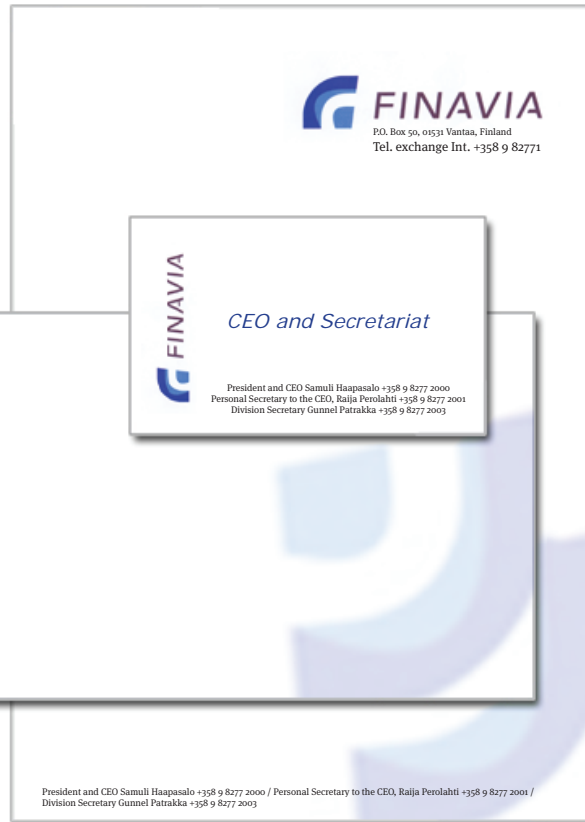 FINAVIA
P.O. Box 50, 01531 Vantaa, Finland
Tel. exchange Int. +358 9 82771
FINAVIA
CEO and Secretariat
President and CEO Samuli Haapasalo +358 9 8277 2000
Personal Secretary to the CEO, Raija Perolahti +358 9 8277 2001
Division Secretary Gunnel Patrakka +358 9 8277 2003
President and CEO Samuli Haapasalo +358 9 8277 2000 / Personal Secretary to the CEO, Raija Perolahti +358 9 8277 2001 /
Division Secretary Gunnel Patrakka +358 9 8277 2003